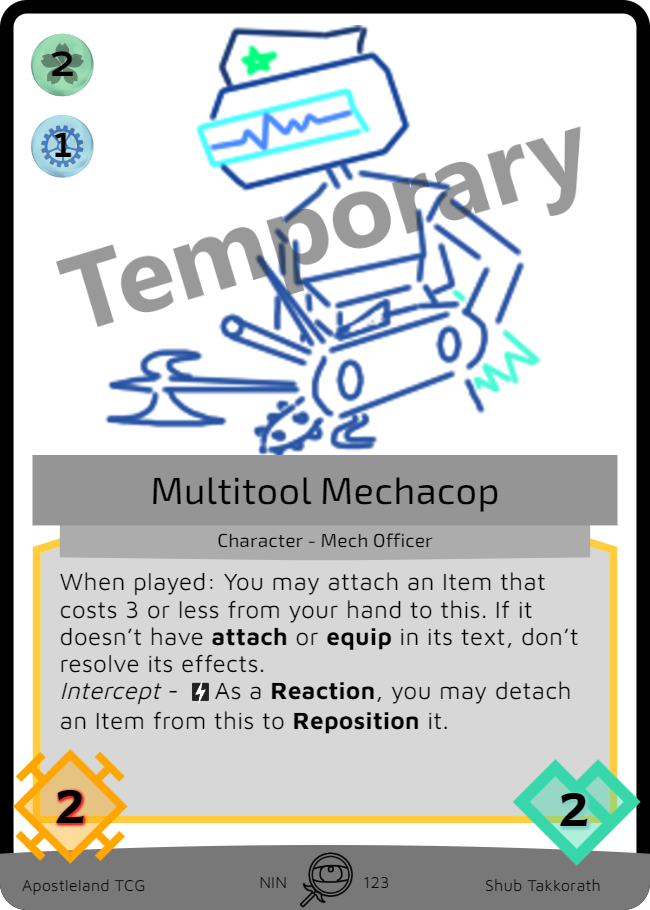 2
1
Temporary
Multitool Mechacop
Character - Mech Officer
When played: You may attach an Item that
costs 3 or less from your hand to this. If it
doesn’t have attach or equip in its text, don’t
resolve its effects.
Intercept - As a Reaction, you may detach
an Item from this to Reposition it.
2
2
Apostleland TCG
NIN
123
Shub Takkorath